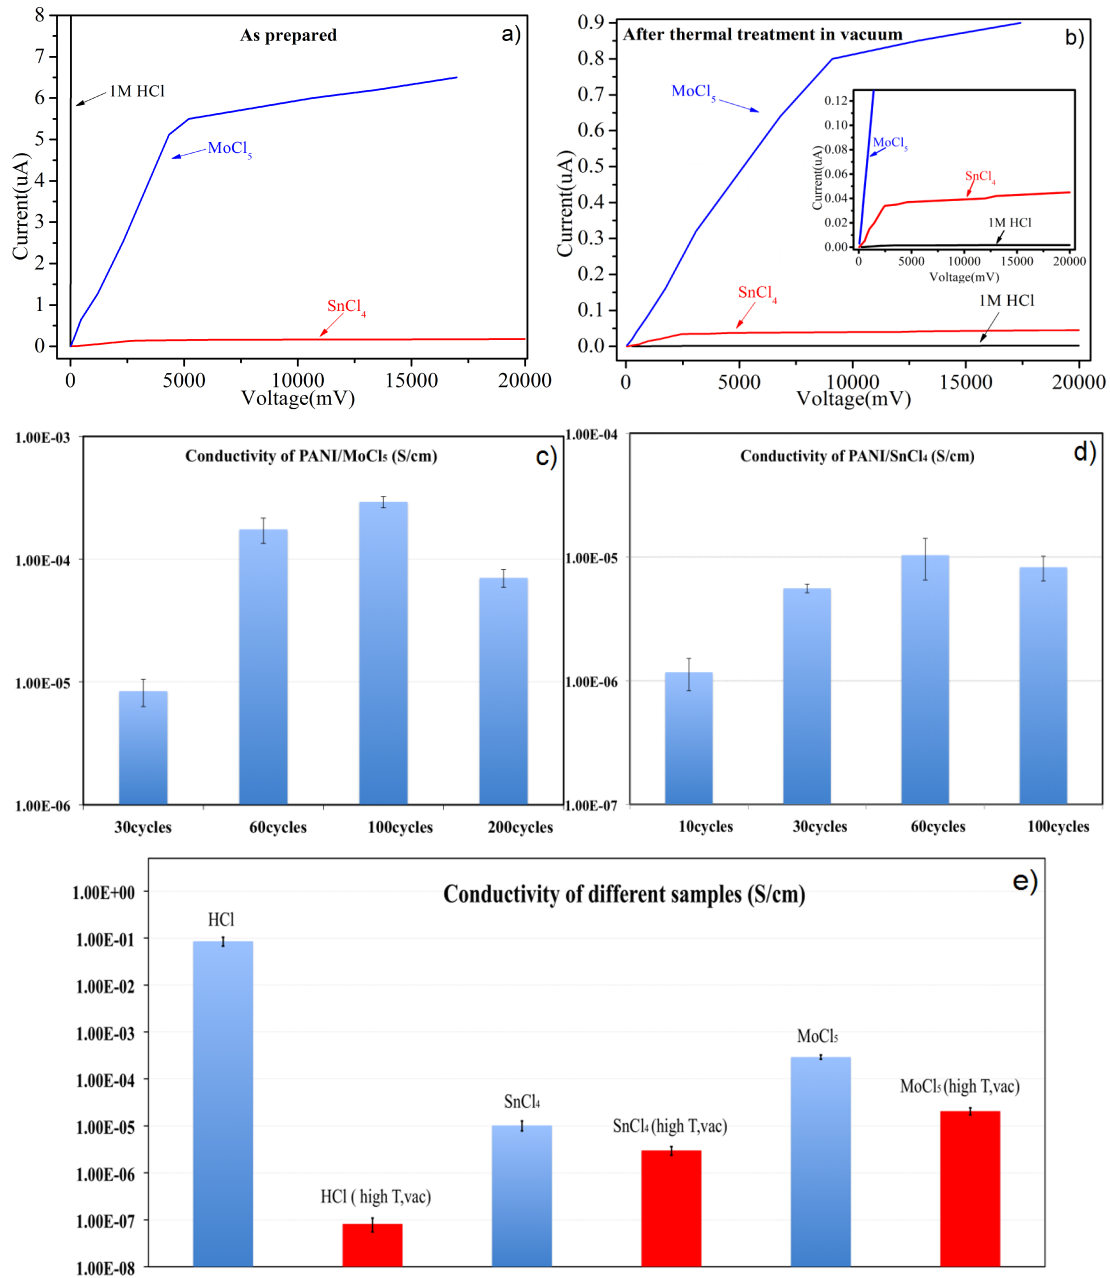 As prepared
a)
8
7
6
5
4
3
2
1
0
Current(uA)
1M HCl
MoCl5
SnCl4
0
5000
10000
15000
20000
Voltage(mV)
After thermal treatment in vacuum
b)
0.9
0.8
0.7
0.6
0.5
0.4
0.3
0.2
0.1
0.0
Current(uA)
MoCl5
SnCl4
1M HCl
0
5000
10000
15000
20000
Voltage(mV)
0.12
0.10
0.08
0.06
0.04
0.02
0.00
Current(uA)
MoCl5
SnCl4
1M HCl
0
5000
10000
15000
20000
Voltage(mV)
Conductivity of PANI/MoCl5 (S/cm)
c)
1.00E-03
1.00E-04
1.00E-05
1.00E-06
30cycles
60cycles
100cycles
200cycles
Conductivity of PANI/SnCl4 (S/cm)
d)
1.00E-04
1.00E-05
1.00E-06
1.00E-07
10cycles
30cycles
60cycles
100cycles
Conductivity of different samples (S/cm)
e)
1.00E+00
1.00E-01
1.00E-02
1.00E-03
1.00E-04
1.00E-05
1.00E-06
1.00E-07
1.00E-08
HCl
HCl ( high T,vac)
SnCl4
SnCl4 (high T,vac)
MoCl5
MoCl5 (high T,vac)